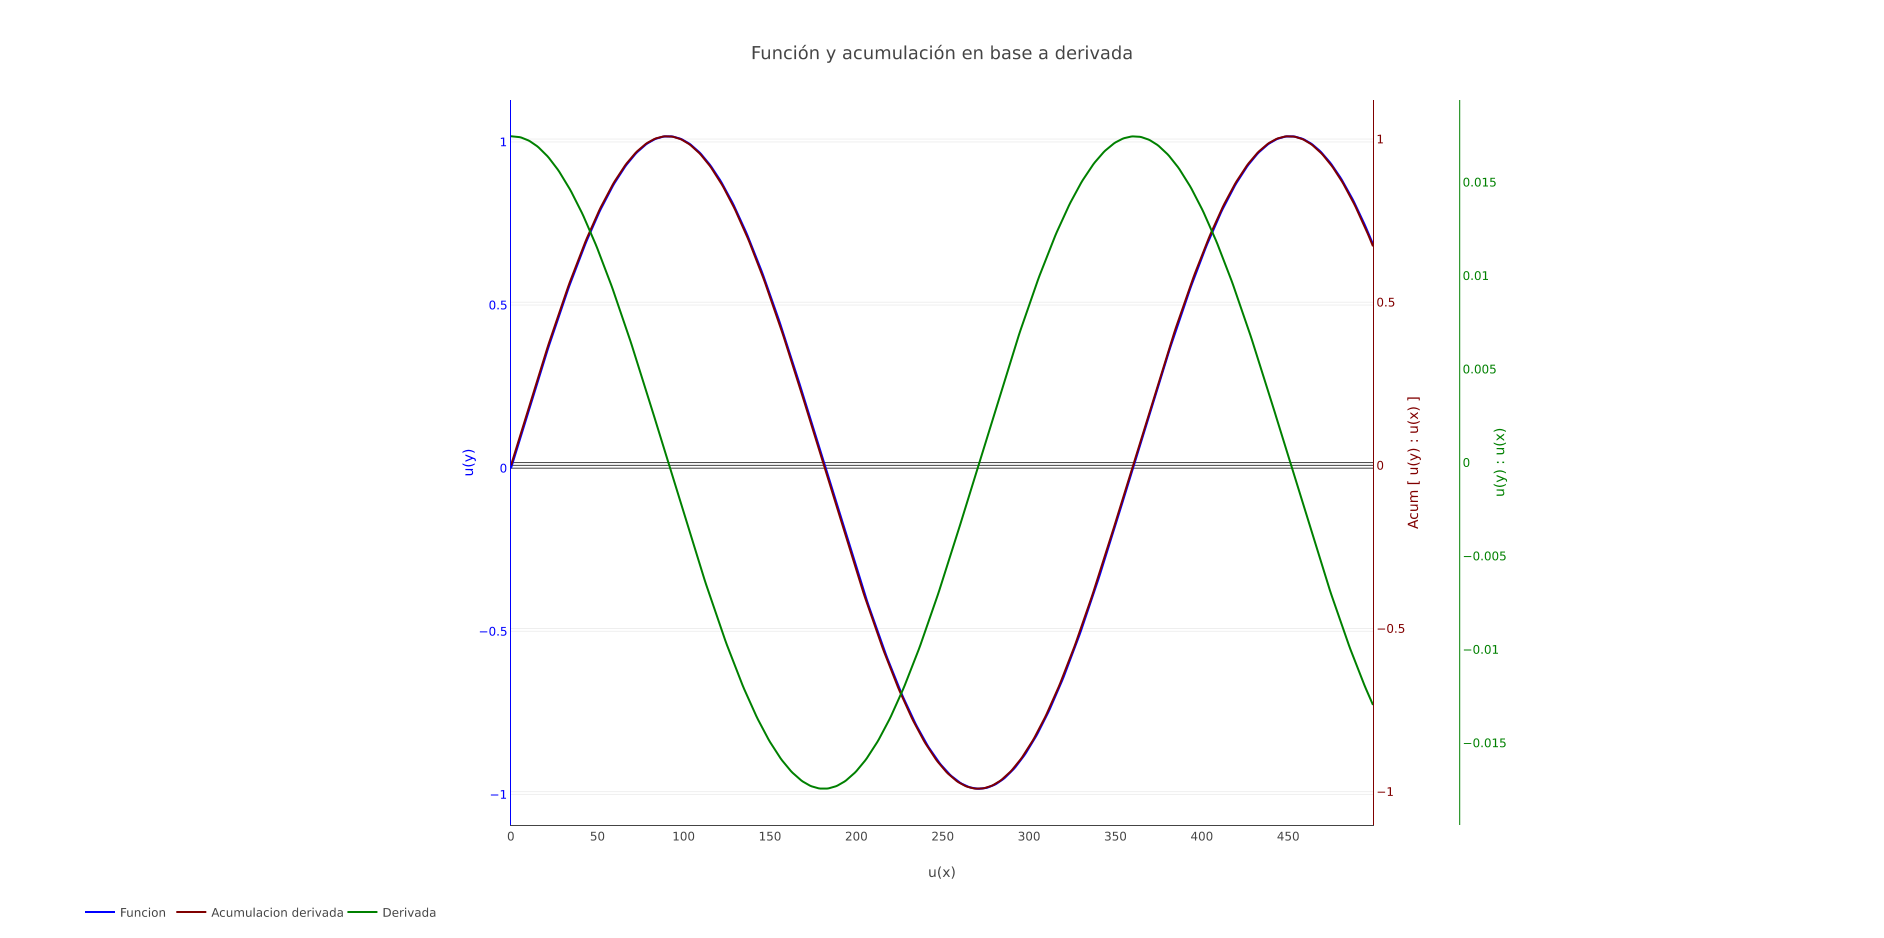 Función y acumulación en base a derivada
1
0.5
0
−0.5
−1
u(y)
1
0.5
0
−0.5
−1
Acum [ u(y) : u(x) ]
0.015
0.01
0.005
0
−0.005
−0.01
−0.015
u(y) : u(x)
0 50 100 150 200 250 300 350 400 450
u(x)
Funcion Acumulacion derivada Derivada